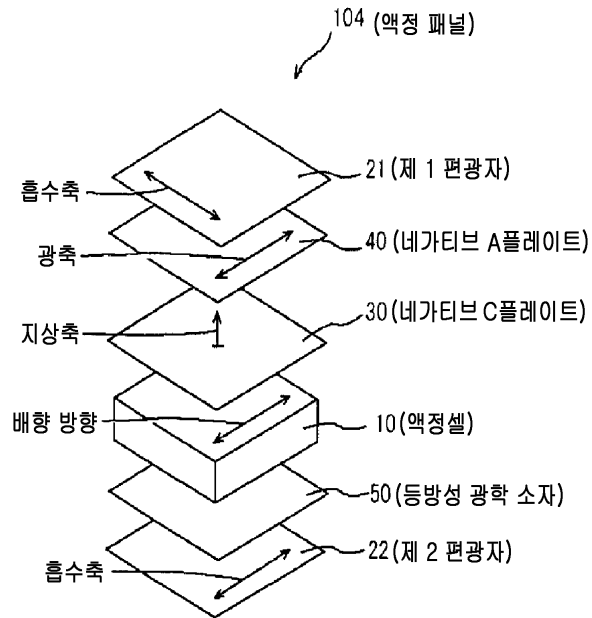 104 (액정 패널)
21 (제 1 편광자)
흡수축
40 (네가티브 A플레이트)
광축
30 (네가티브 C플레이트)
지상축
배향 방향
10 (액정셀)
50 (등방성 광학 소자)
22 (제 2 편광자)
흡수축